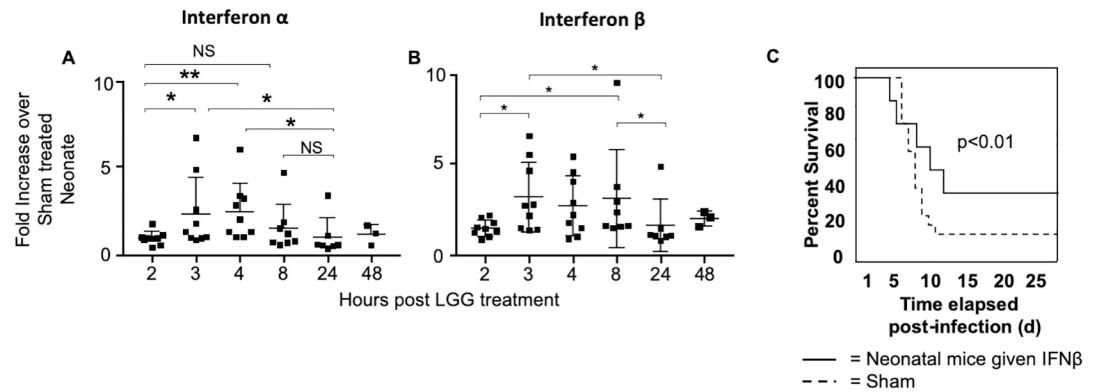 Interferon α
Interferon β
A
NS
**
*
*
*
NS
Fold Increase over
Sham treated
Neonate
10
5
0
2 3 4 8 24 48
B
*
*
*
*
10
5
0
2 3 4 8 24 48
Hours post LGG treatment
C
Percent Survival
100
80
60
40
20
0
p<0.01
1 5 10 15 20 25
Time elapsed
post-infection (d)
= Neonatal mice given IFNβ
= Sham